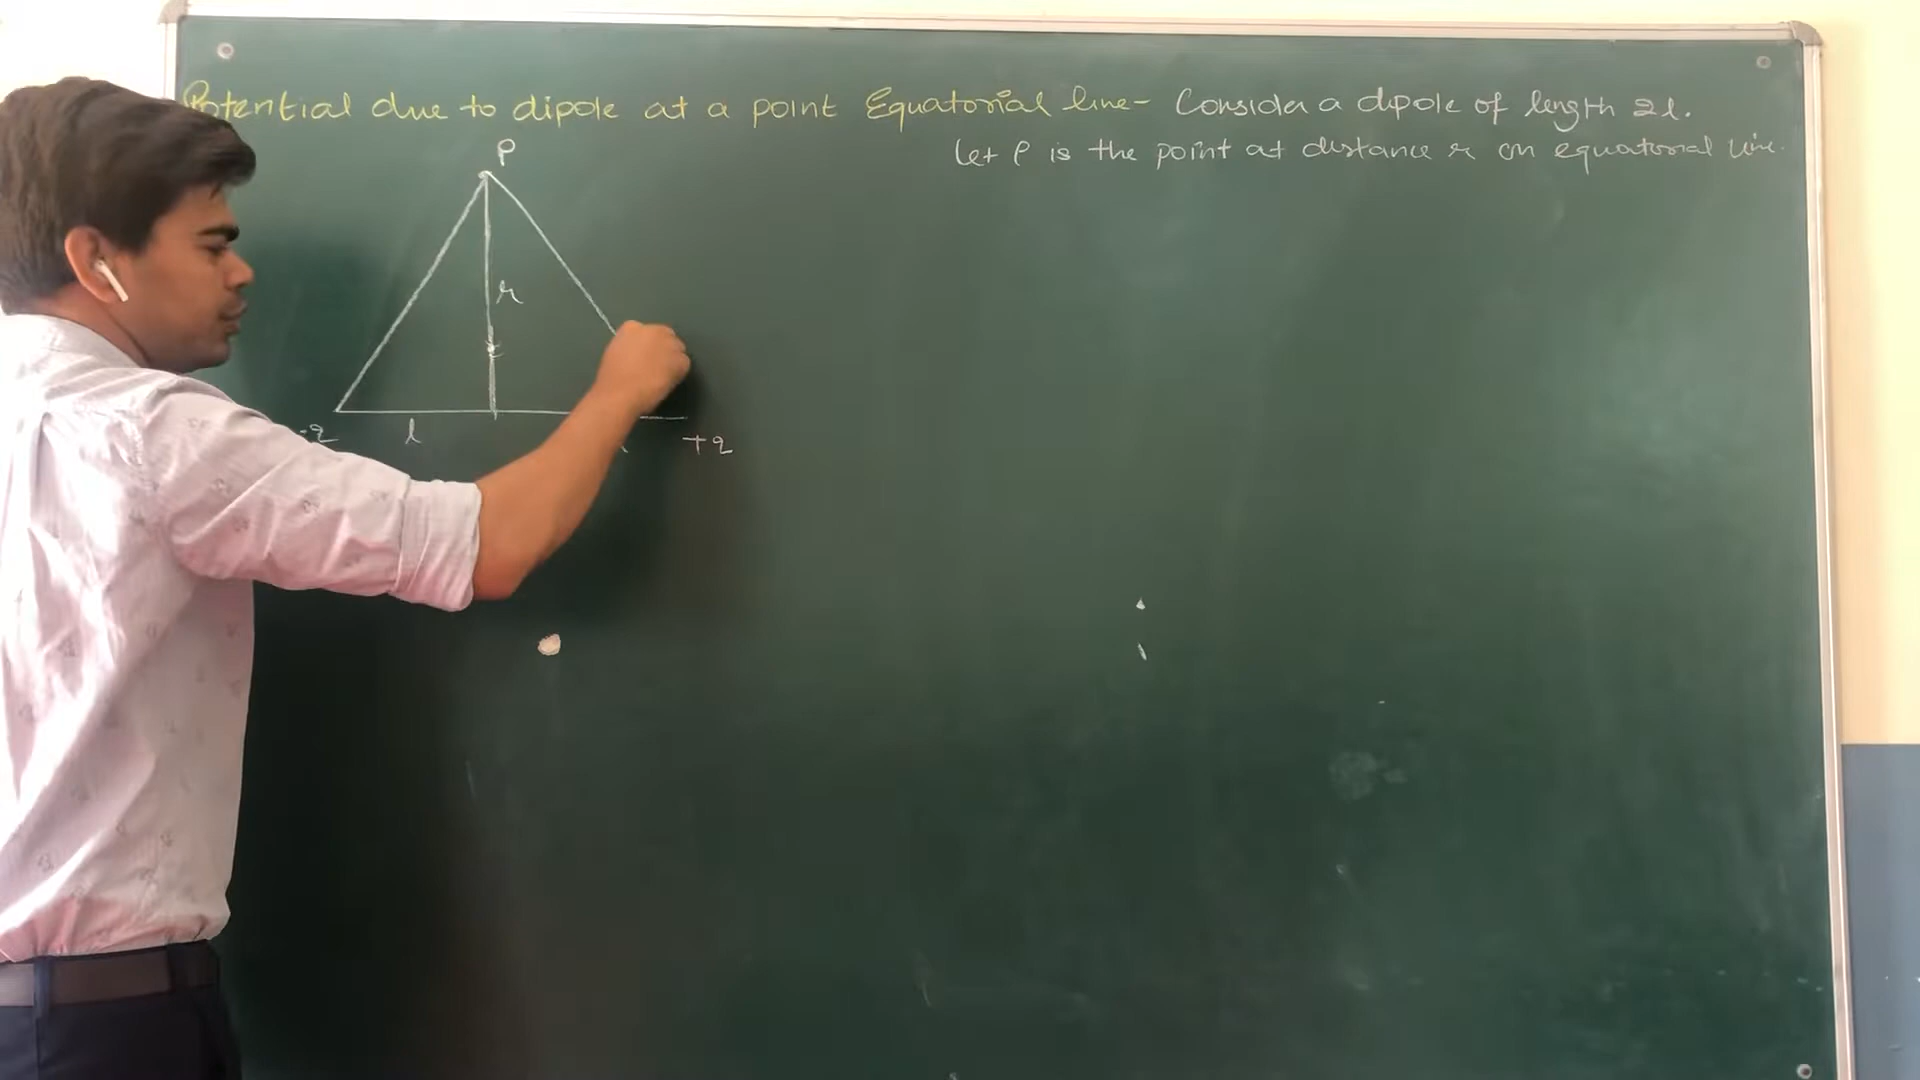 Potential due to dipole at a point Equatorial line- Consider a dipole of length 2l.
Let P is the point at distance r on equatorial line.
P
r
-q
l
+q